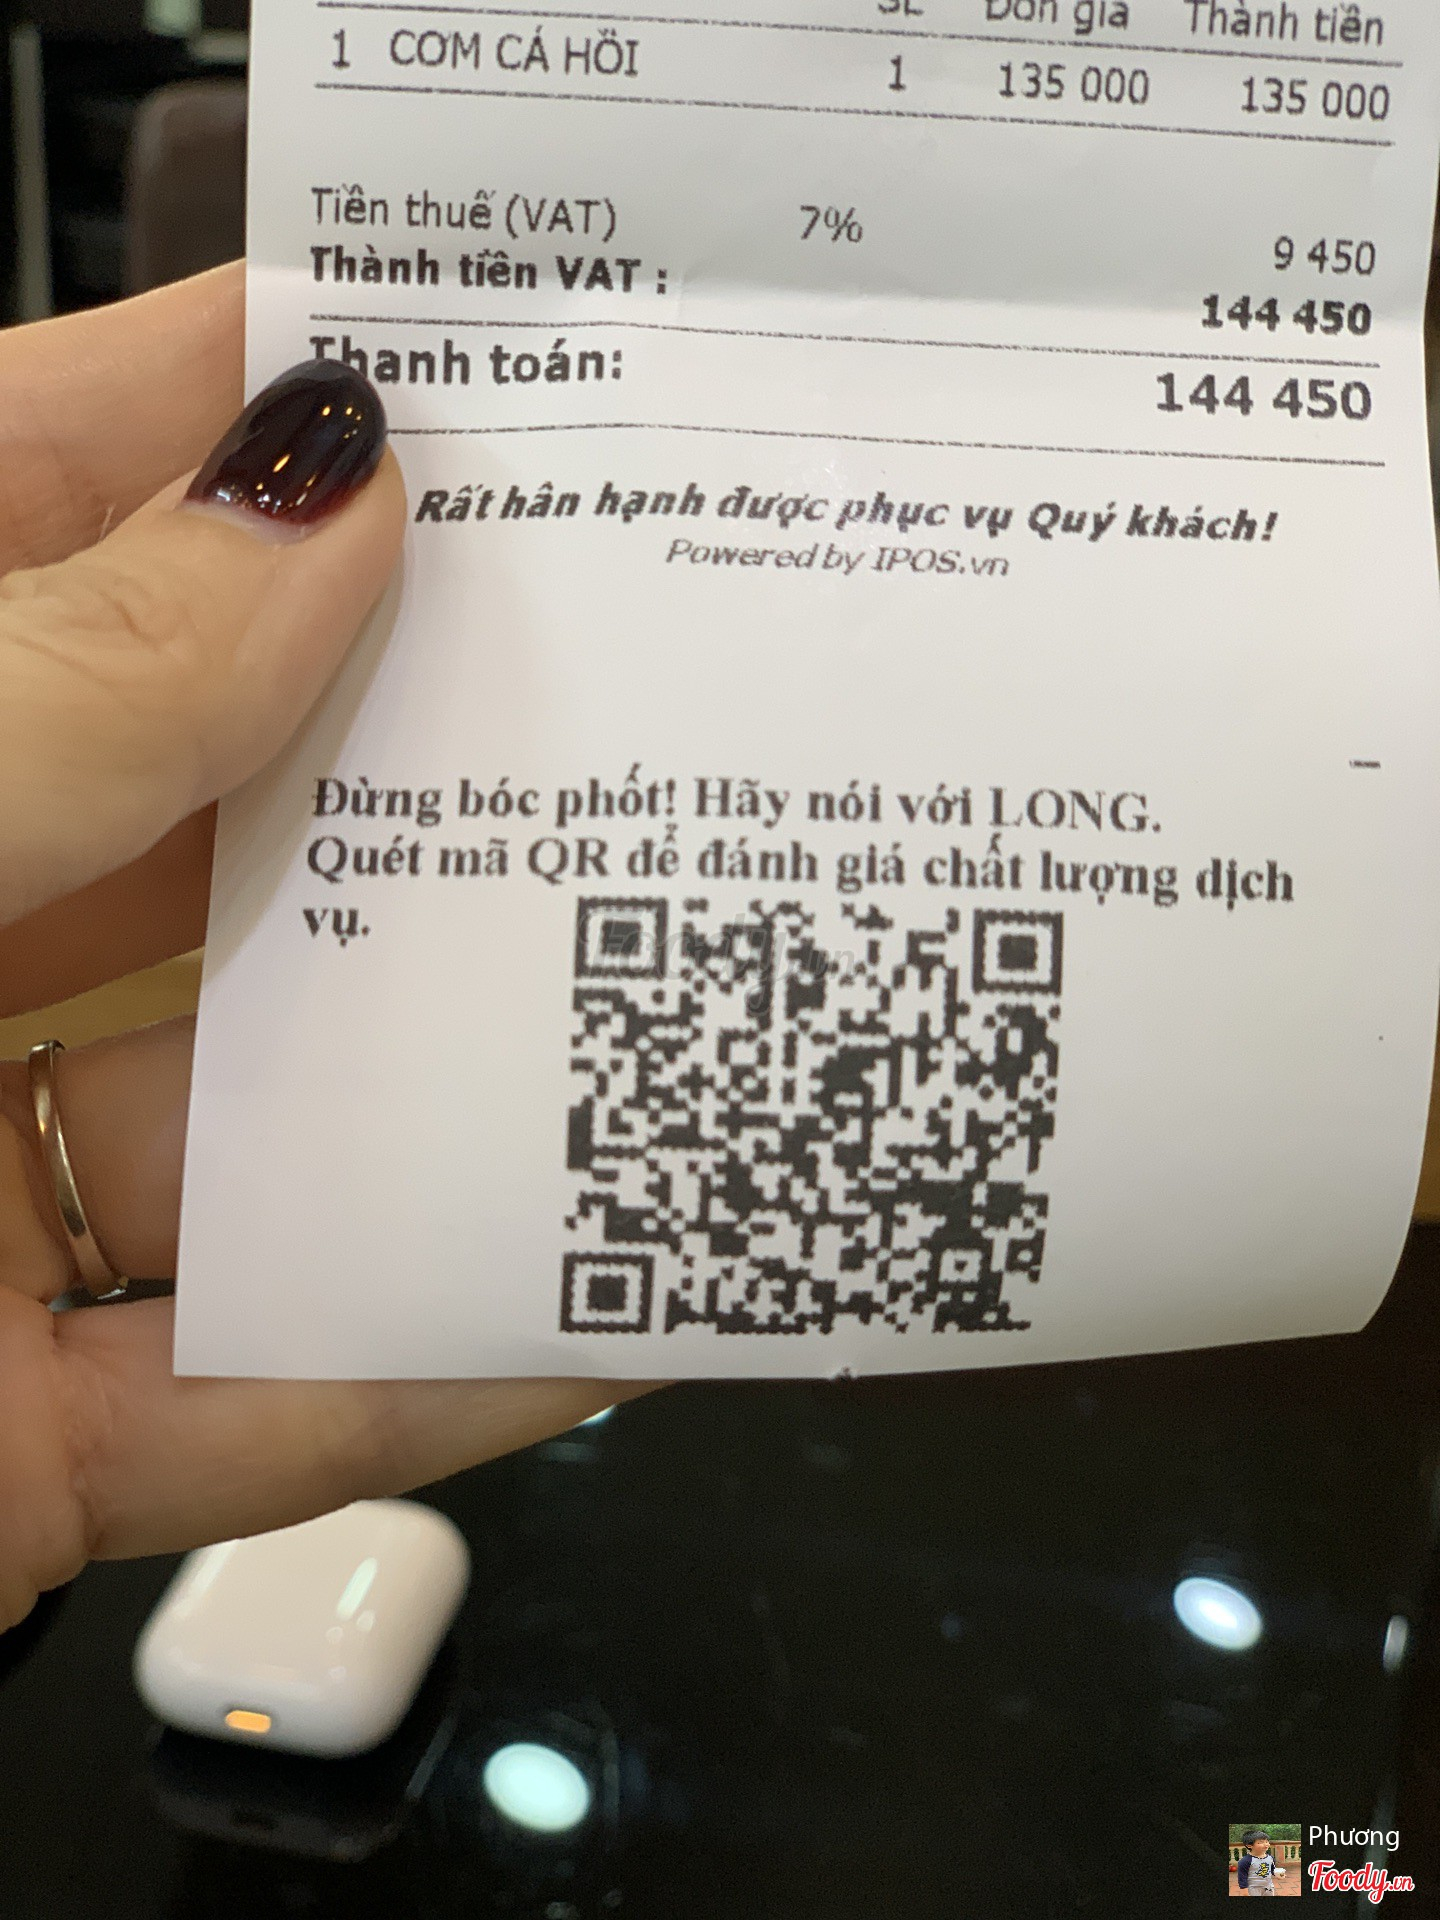 SL Đơn giá Thành tiền
1 CƠM CÁ HỒI 1 135 000 135 000
Tiền thuế (VAT) 7% 9 450
Thành tiền VAT : 144 450
Thanh toán: 144 450
Rất hân hạnh được phục vụ Quý khách!
Powered by IPOS.vn
Đừng bóc phốt! Hãy nói với LONG.
Quét mã QR để đánh giá chất lượng dịch
vụ.
Foody.vn
Phương
Foody.vn